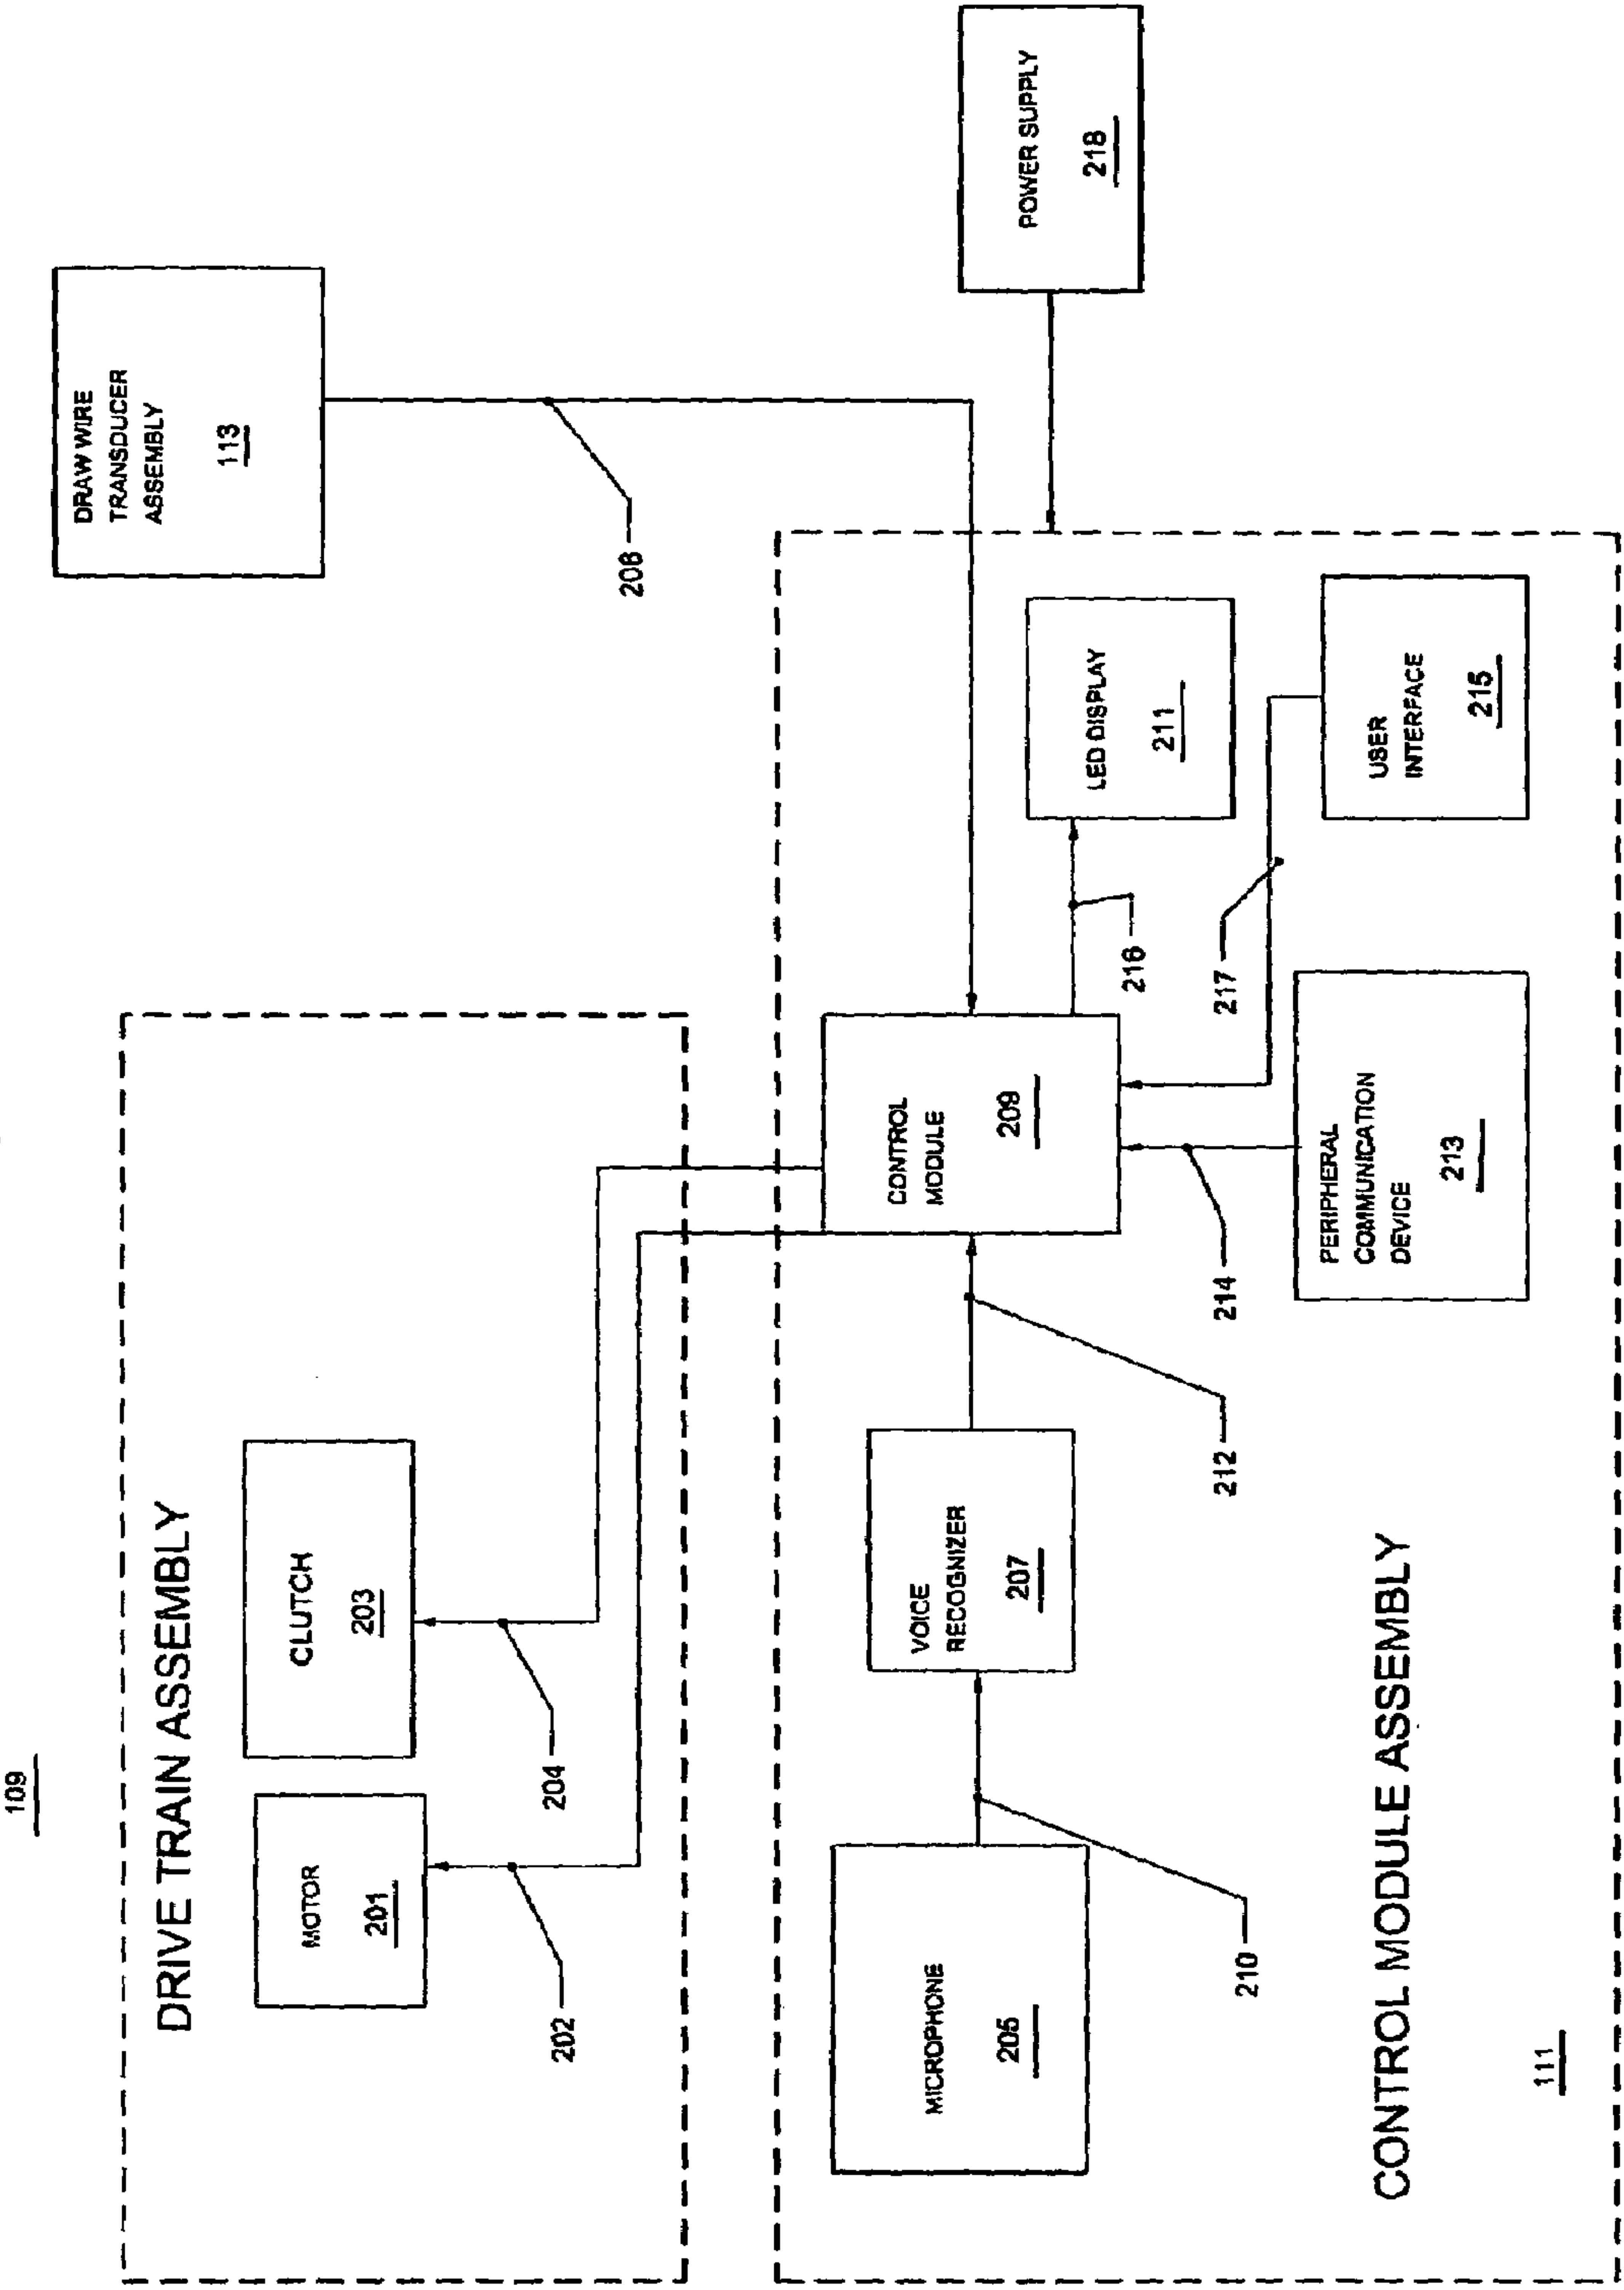 109
DRIVE TRAIN ASSEMBLY
MOTOR
201
CLUTCH
203
202
204
DRAW WIRE
TRANSDUCER
ASSEMBLY
113
208
MICROPHONE
205
210
VOICE
RECOGNIZER
207
212
CONTROL
MODULE
209
216
LED DISPLAY
211
214
217
PERIPHERAL
COMMUNICATION
DEVICE
213
USER
INTERFACE
215
POWER SUPPLY
218
CONTROL MODULE ASSEMBLY
111